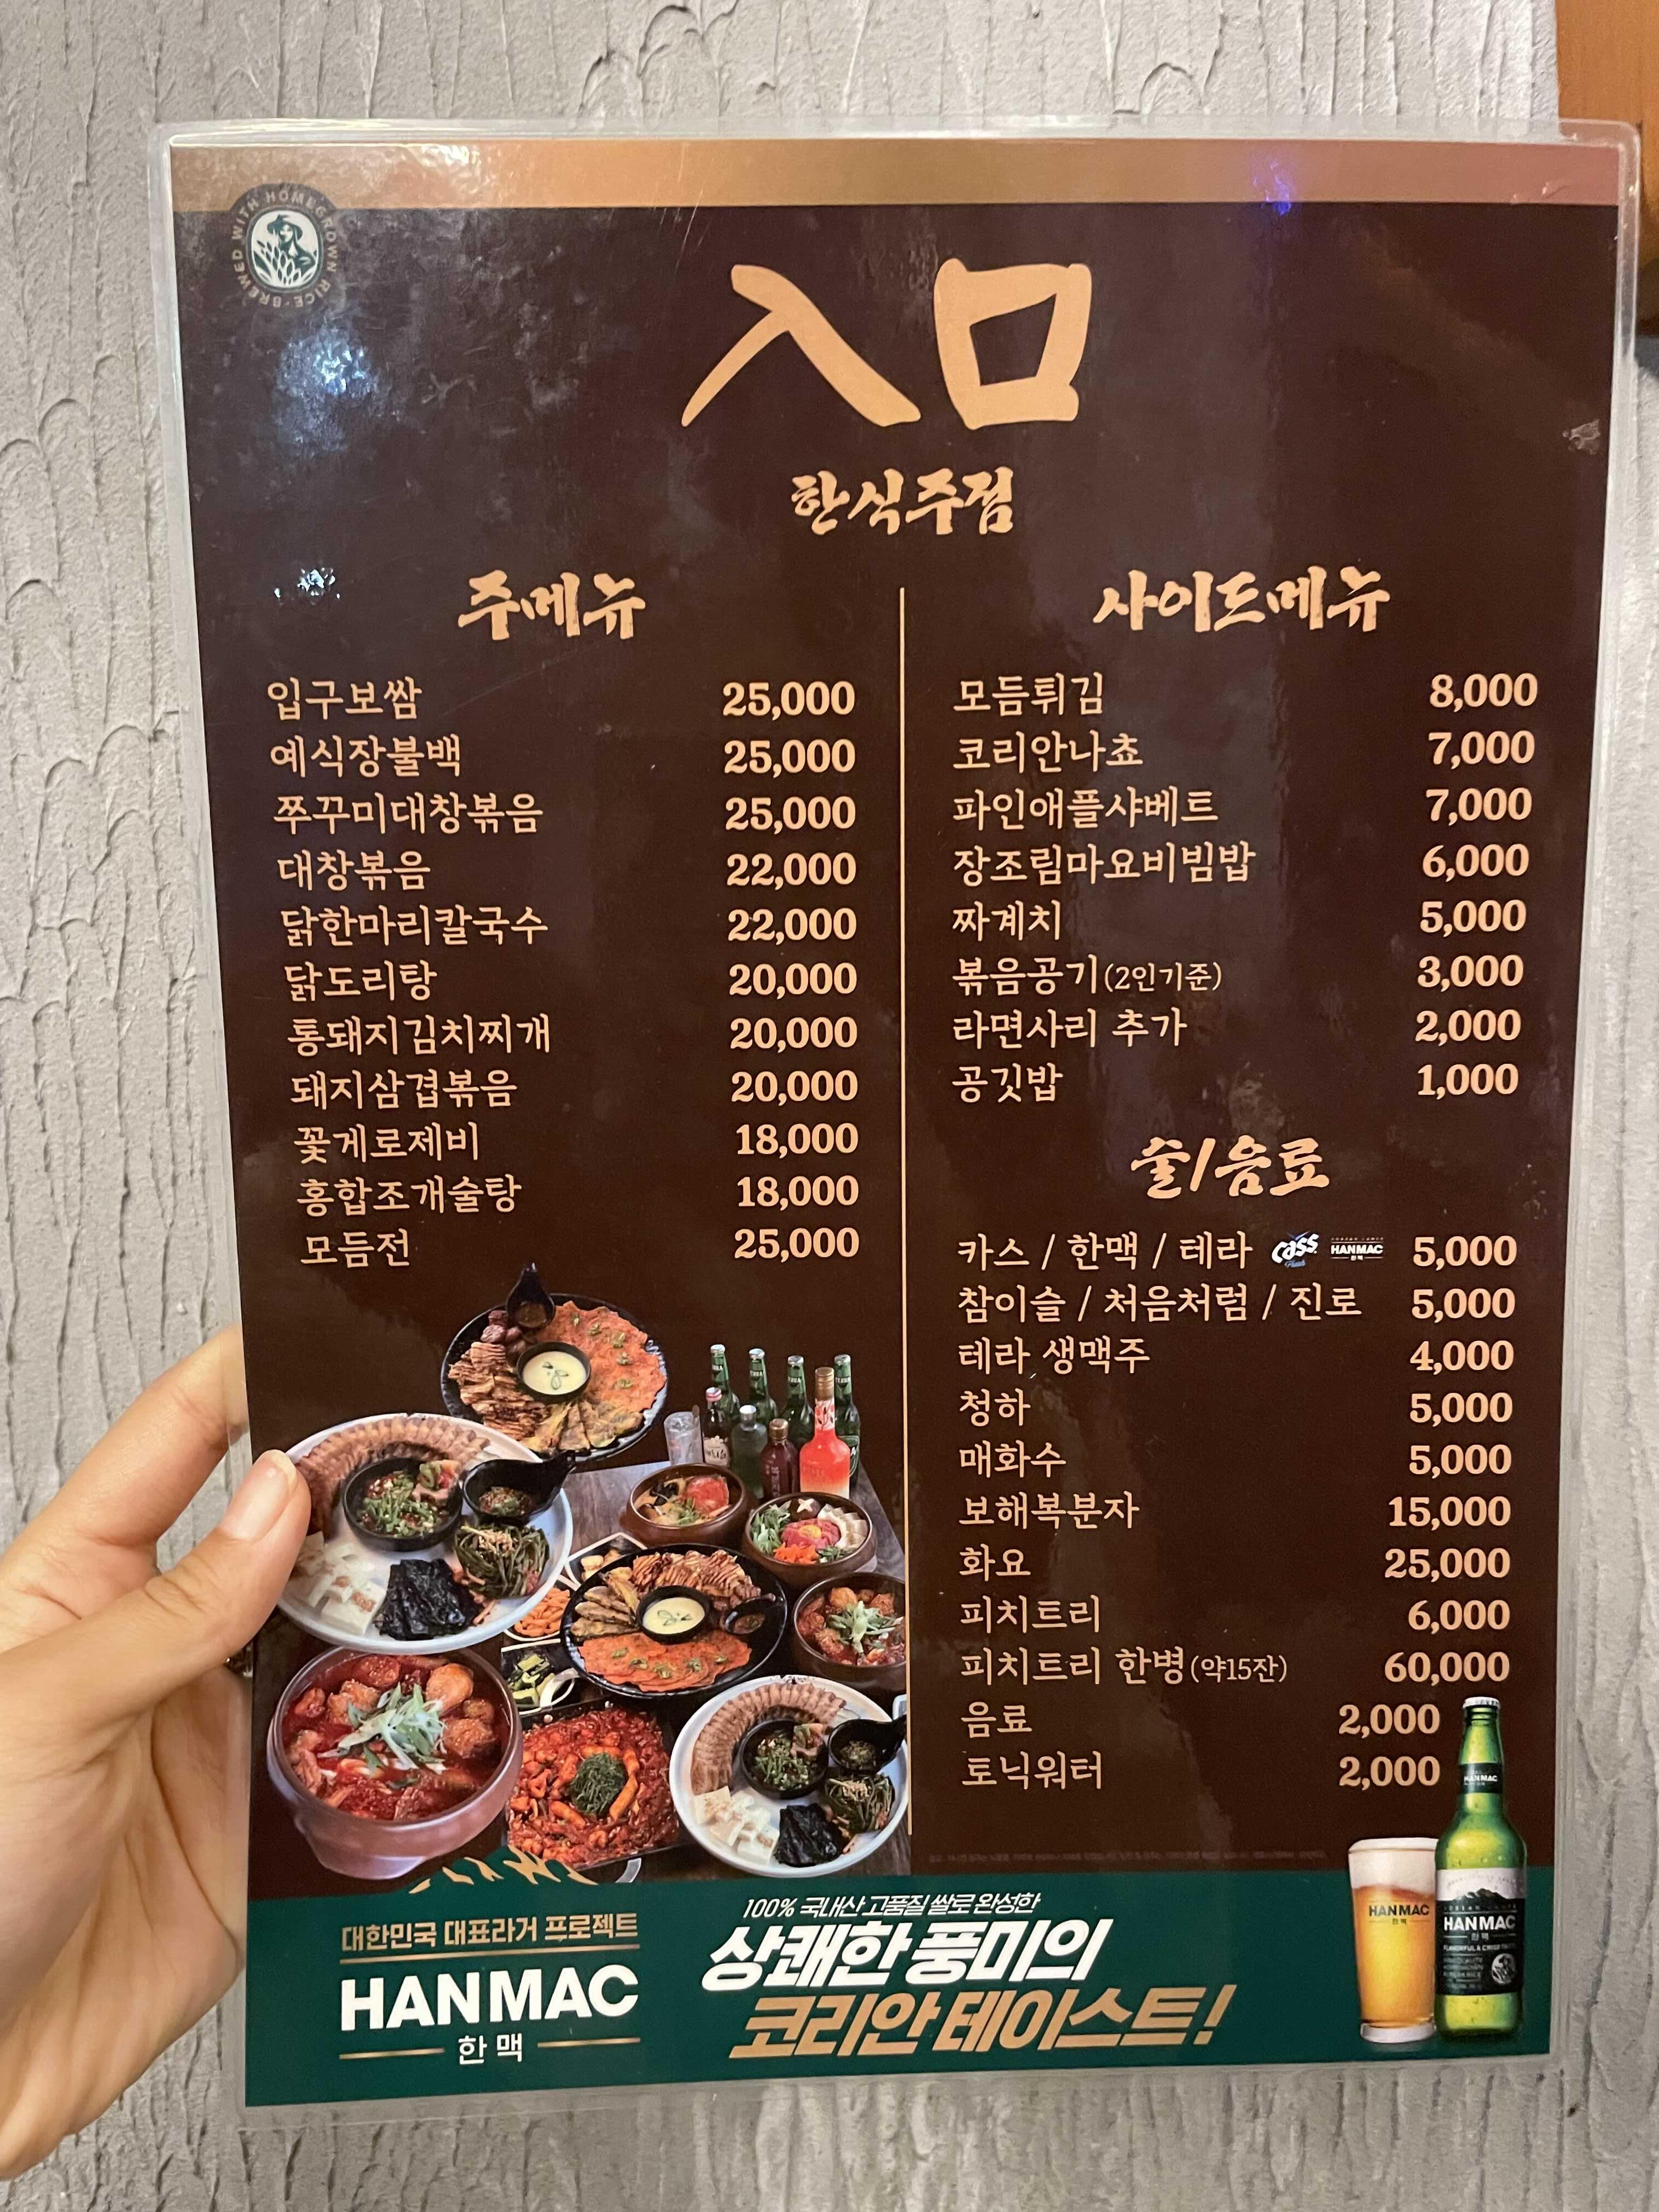 BREWED WITH HOMEGROWN RICE
入口
한식주점
주메뉴
입구보쌈 25,000
예식장불백 25,000
쭈꾸미대창볶음 25,000
대창볶음 22,000
닭한마리칼국수 22,000
닭도리탕 20,000
통돼지김치찌개 20,000
돼지삼겹볶음 20,000
꽃게로제비 18,000
홍합조개술탕 18,000
모듬전 25,000
사이드메뉴
모듬튀김 8,000
코리안나쵸 7,000
파인애플샤베트 7,000
장조림마요비빔밥 6,000
짜계치 5,000
볶음공기(2인기준) 3,000
라면사리 추가 2,000
공깃밥 1,000
술/음료
카스 / 한맥 / 테라 Cass HANMAC 한맥 5,000
참이슬 / 처음처럼 / 진로 5,000
테라 생맥주 4,000
청하 5,000
매화수 5,000
보해복분자 15,000
화요 25,000
피치트리 6,000
피치트리 한병(약15잔) 60,000
음료 2,000
토닉워터 2,000
대한민국 대표라거 프로젝트
HANMAC
한맥
100% 국내산 고품질 쌀로 완성한
상쾌한 풍미의
코리안 테이스트!
HANMAC
한맥
HANMAC
HANMAC
한맥